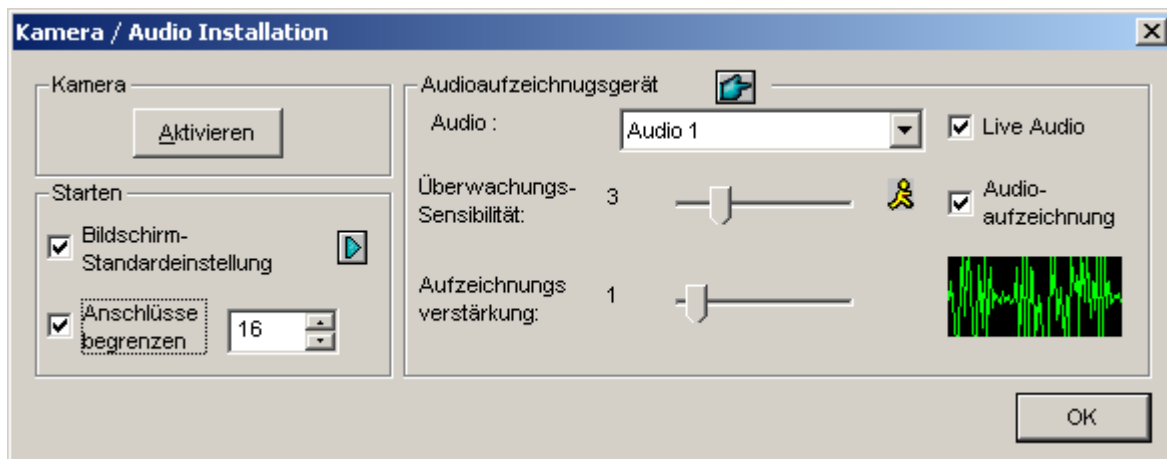 Kamera / Audio Installation
Kamera
Aktivieren
Starten
Bildschirm-
Standardeinstellung
Anschlüsse
begrenzen
16
Audioaufzeichnugsgerät
Audio :
Audio 1
Live Audio
Überwachungs-
Sensibilität:
3
Audio-
aufzeichnung
Aufzeichnungs
verstärkung:
1
OK